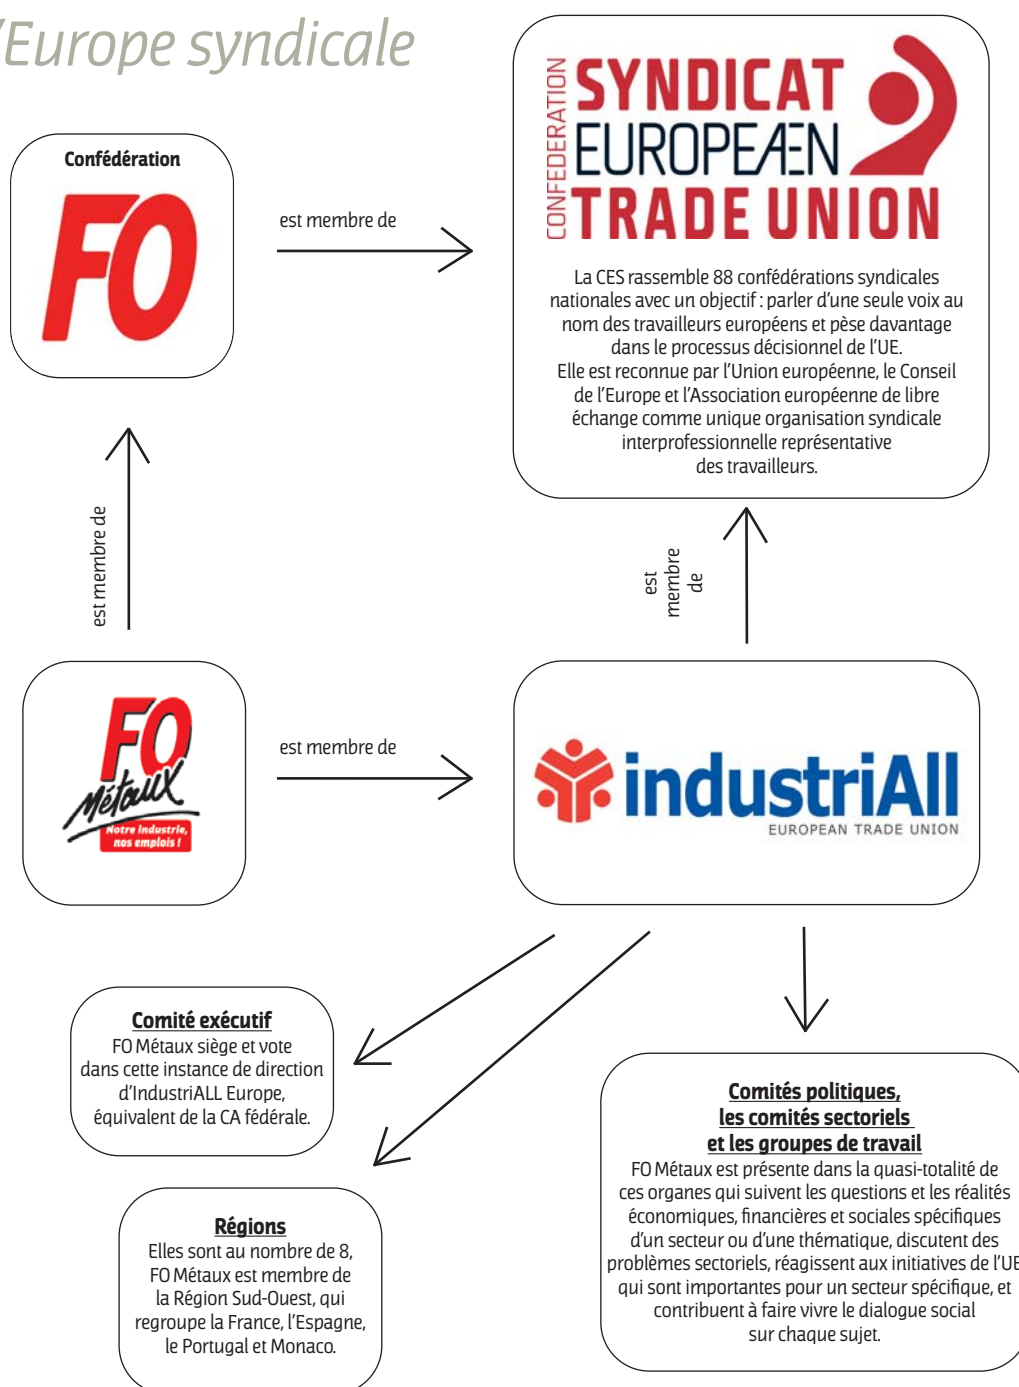 ’Europe syndicale
Confédération
FO
est membre de
CONFEDERATION
SYNDICAT
EUROPEÆN
TRADE UNION
La CES rassemble 88 confédérations syndicales
nationales avec un objectif : parler d’une seule voix au
nom des travailleurs européens et pèse davantage
dans le processus décisionnel de l’UE.
Elle est reconnue par l’Union européenne, le Conseil
de l’Europe et l’Association européenne de libre
échange comme unique organisation syndicale
interprofessionnelle représentative
des travailleurs.
est membre de
est
membre
de
FO
Métaux
Notre industrie,
nos emplois !
est membre de
industriAll
EUROPEAN TRADE UNION
Comité exécutif
FO Métaux siège et vote
dans cette instance de direction
d’IndustriALL Europe,
équivalent de la CA fédérale.
Régions
Elles sont au nombre de 8,
FO Métaux est membre de
la Région Sud-Ouest, qui
regroupe la France, l’Espagne,
le Portugal et Monaco.
Comités politiques,
les comités sectoriels
et les groupes de travail
FO Métaux est présente dans la quasi-totalité de
ces organes qui suivent les questions et les réalités
économiques, financières et sociales spécifiques
d’un secteur ou d’une thématique, discutent des
problèmes sectoriels, réagissent aux initiatives de l’UE
qui sont importantes pour un secteur spécifique, et
contribuent à faire vivre le dialogue social
sur chaque sujet.